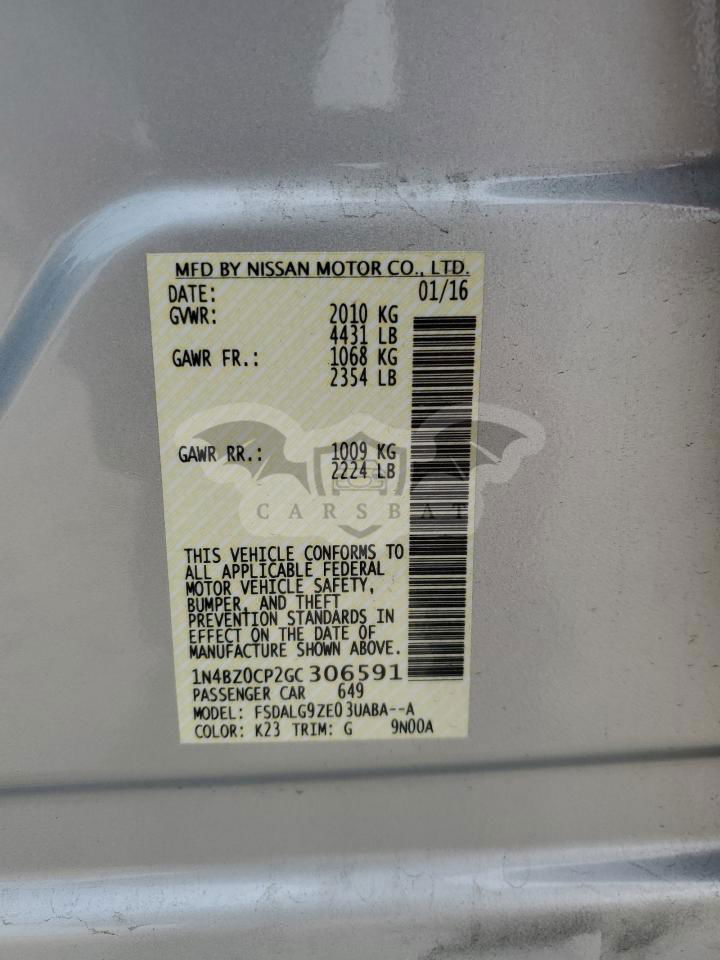 MFD BY NISSAN MOTOR CO., LTD.
DATE: 01/16
GVWR: 2010 KG
4431 LB
GAWR FR.: 1068 KG
2354 LB
GAWR RR.: 1009 KG
2224 LB
CARSBAT
THIS VEHICLE CONFORMS TO
ALL APPLICABLE FEDERAL
MOTOR VEHICLE SAFETY,
BUMPER, AND THEFT
PREVENTION STANDARDS IN
EFFECT ON THE DATE OF
MANUFACTURE SHOWN ABOVE.
1N4BZ0CP2GC306591
PASSENGER CAR 649
MODEL: FSDALG9ZE03UABA--A
COLOR: K23 TRIM: G 9N00A